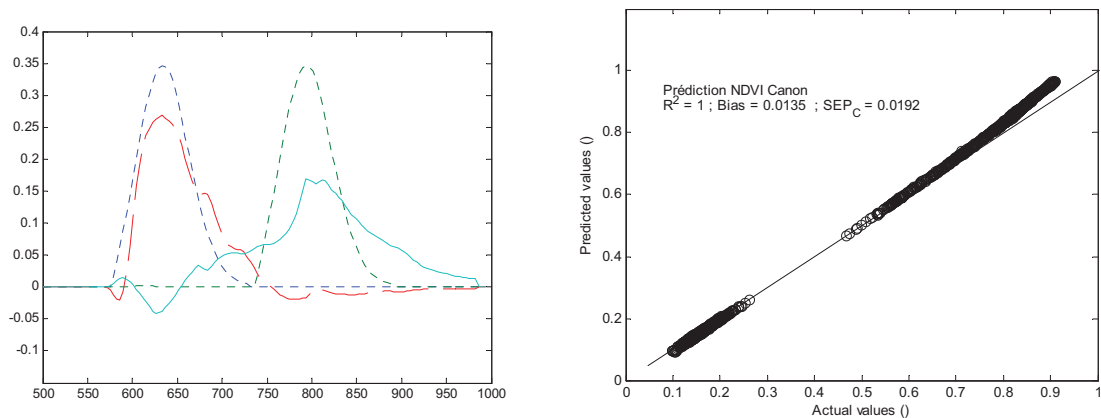 0.4
0.35
0.3
0.25
0.2
0.15
0.1
0.05
0
-0.05
-0.1
500 550 600 650 700 750 800 850 900 950 1000
Prédiction NDVI Canon
R2 = 1 ; Bias = 0.0135 ; SEPC = 0.0192
Predicted values ()
1
0.8
0.6
0.4
0.2
0
0 0.1 0.2 0.3 0.4 0.5 0.6 0.7 0.8 0.9 1
Actual values ()